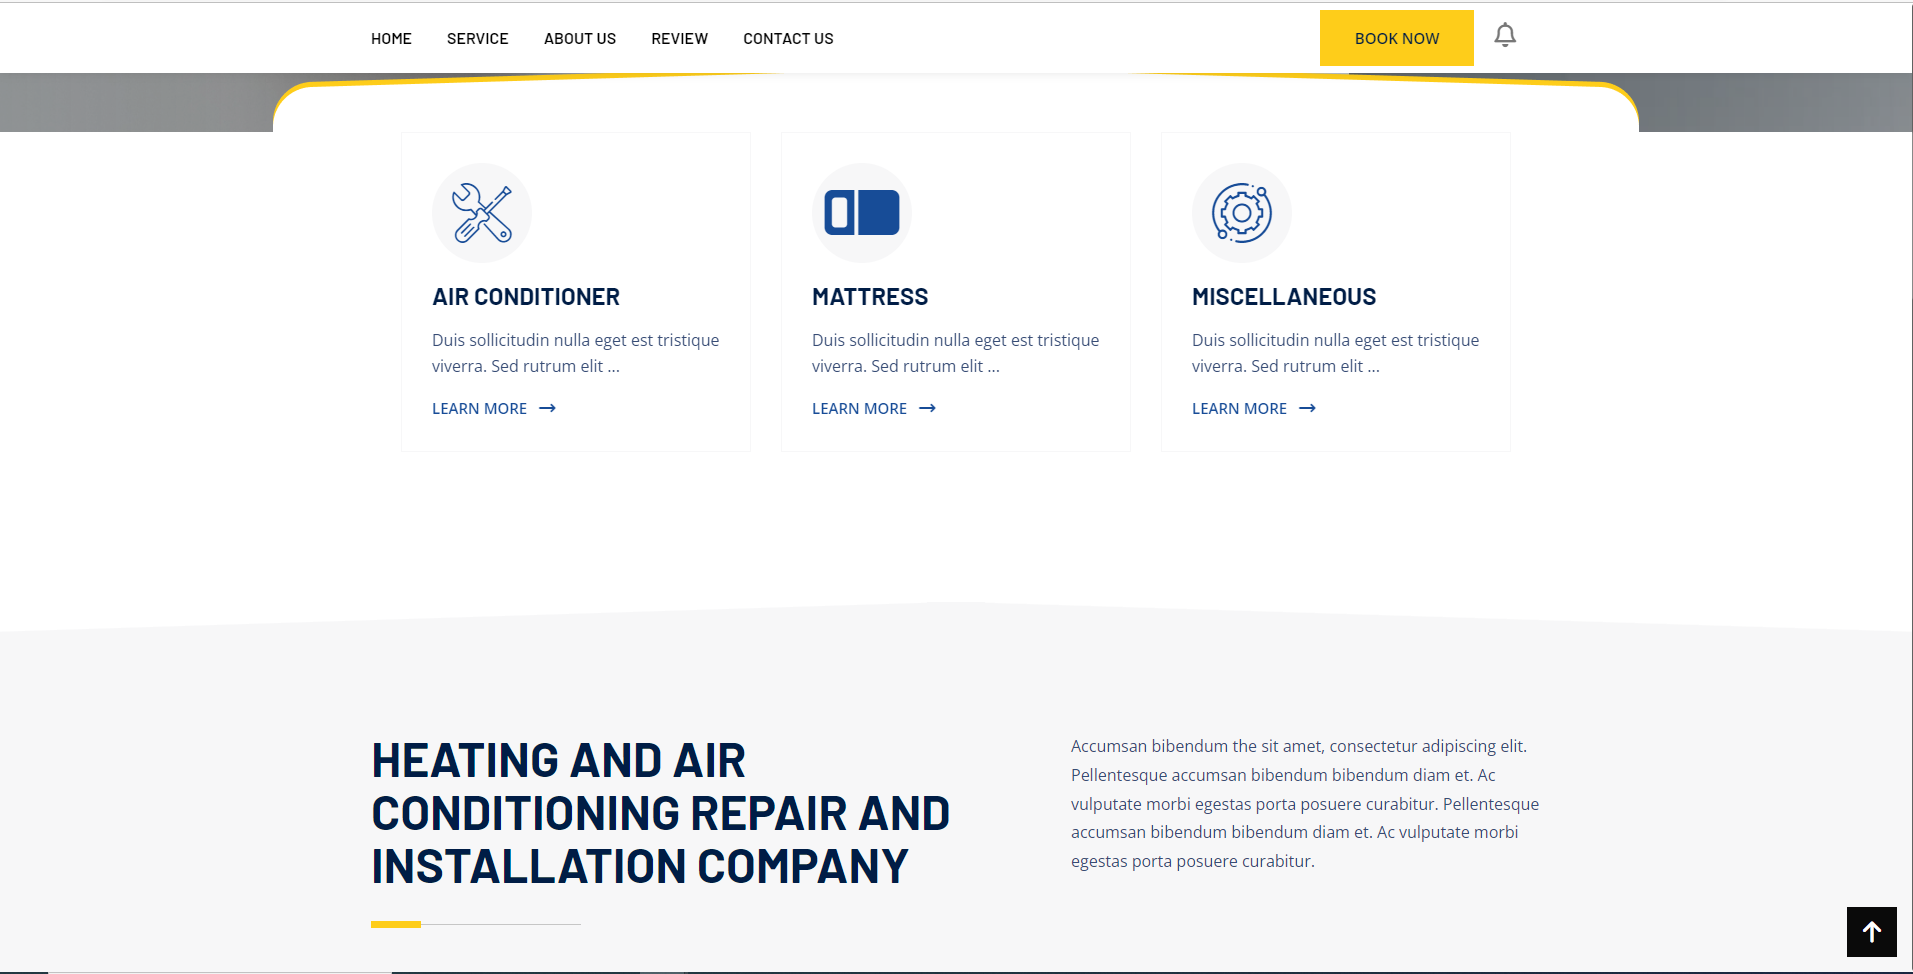 HOME SERVICE ABOUT US REVIEW CONTACT US BOOK NOW
AIR CONDITIONER
Duis sollicitudin nulla eget est tristique
viverra. Sed rutrum elit ...
LEARN MORE
MATTRESS
Duis sollicitudin nulla eget est tristique
viverra. Sed rutrum elit ...
LEARN MORE
MISCELLANEOUS
Duis sollicitudin nulla eget est tristique
viverra. Sed rutrum elit ...
LEARN MORE
HEATING AND AIR
CONDITIONING REPAIR AND
INSTALLATION COMPANY
Accumsan bibendum the sit amet, consectetur adipiscing elit.
Pellentesque accumsan bibendum bibendum diam et. Ac
vulputate morbi egestas porta posuere curabitur. Pellentesque
accumsan bibendum bibendum diam et. Ac vulputate morbi
egestas porta posuere curabitur.